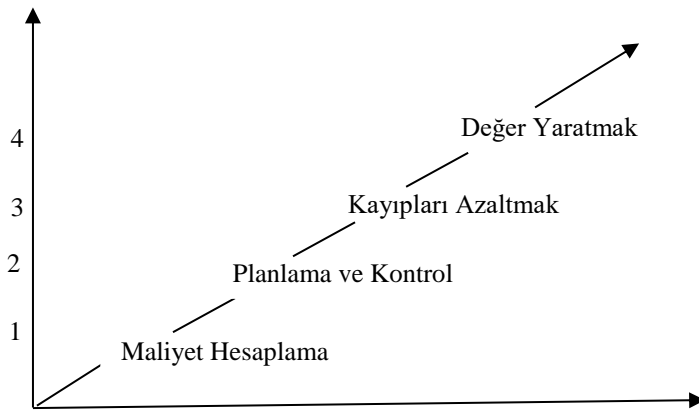 4
Değer Yaratmak
3
Kayıpları Azaltmak
2
Planlama ve Kontrol
1
Maliyet Hesaplama